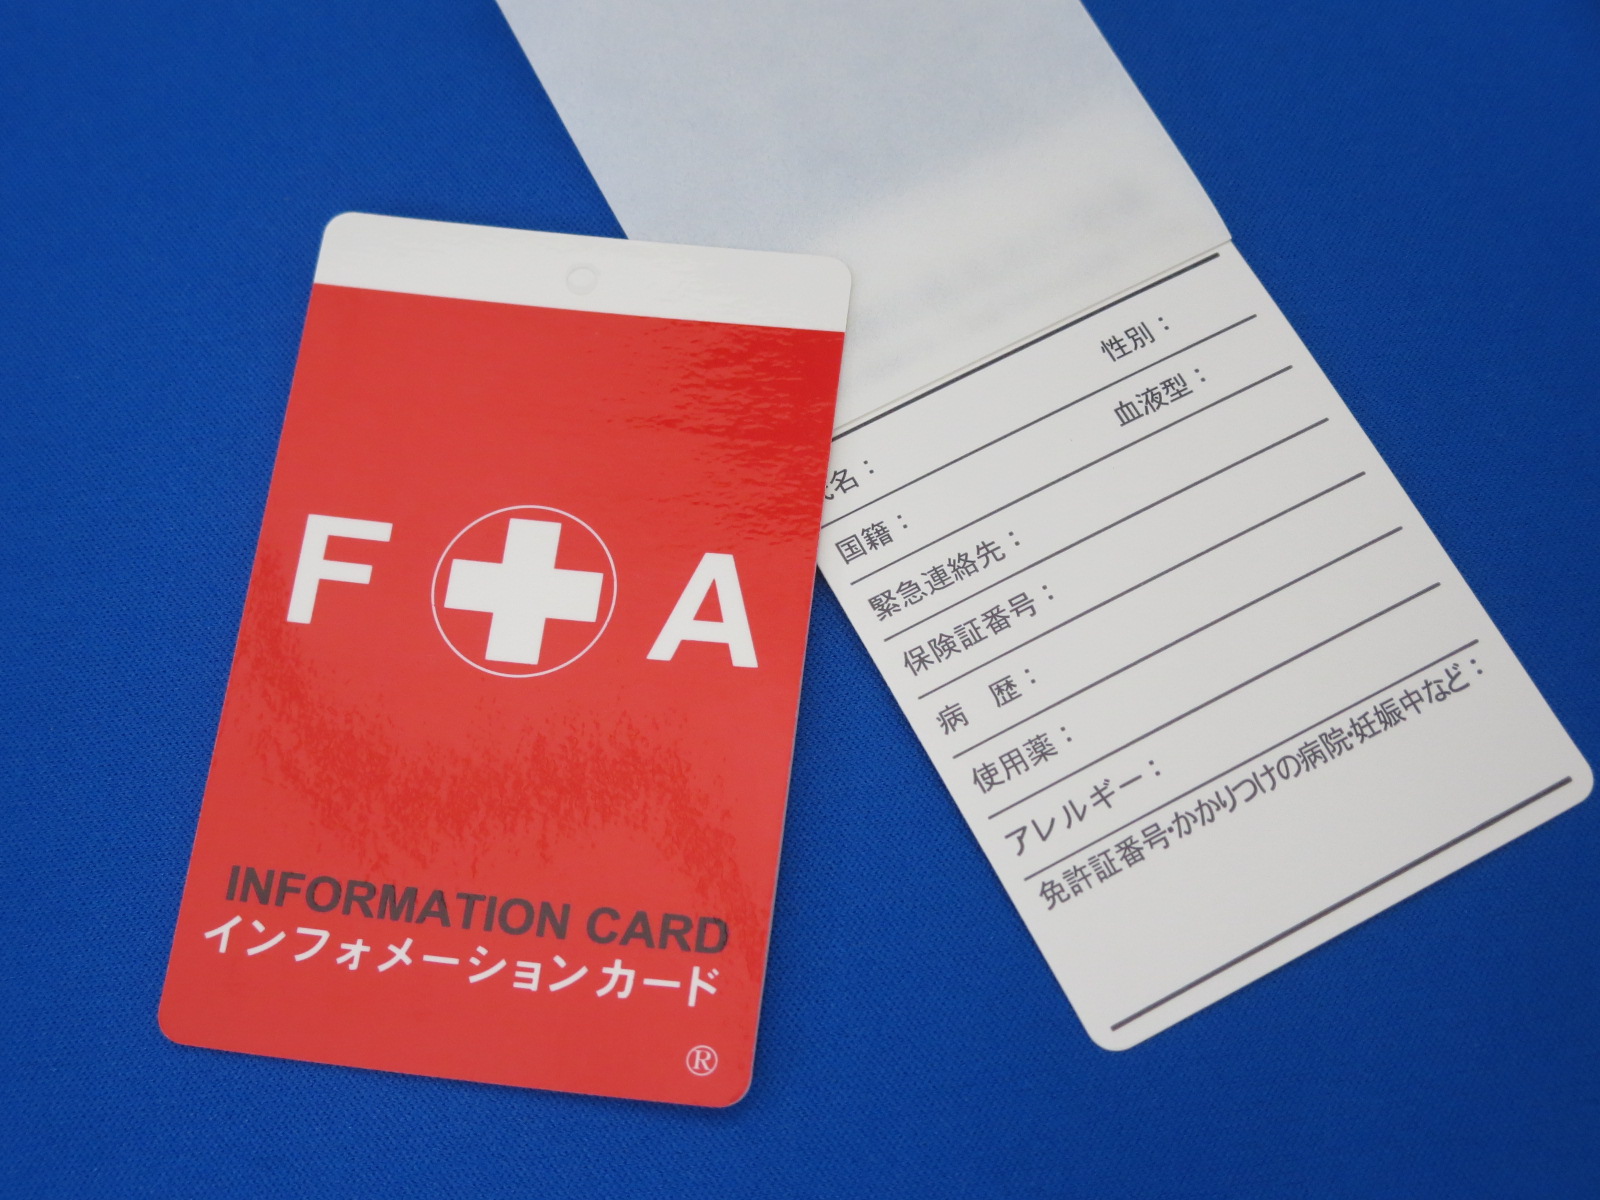 F A
INFORMATION CARD
インフォメーションカード
®
名： 性別：
国籍： 血液型：
緊急連絡先：
保険証番号：
病　歴：
使用薬：
アレルギー：
免許証番号・かかりつけの病院・妊娠中など：